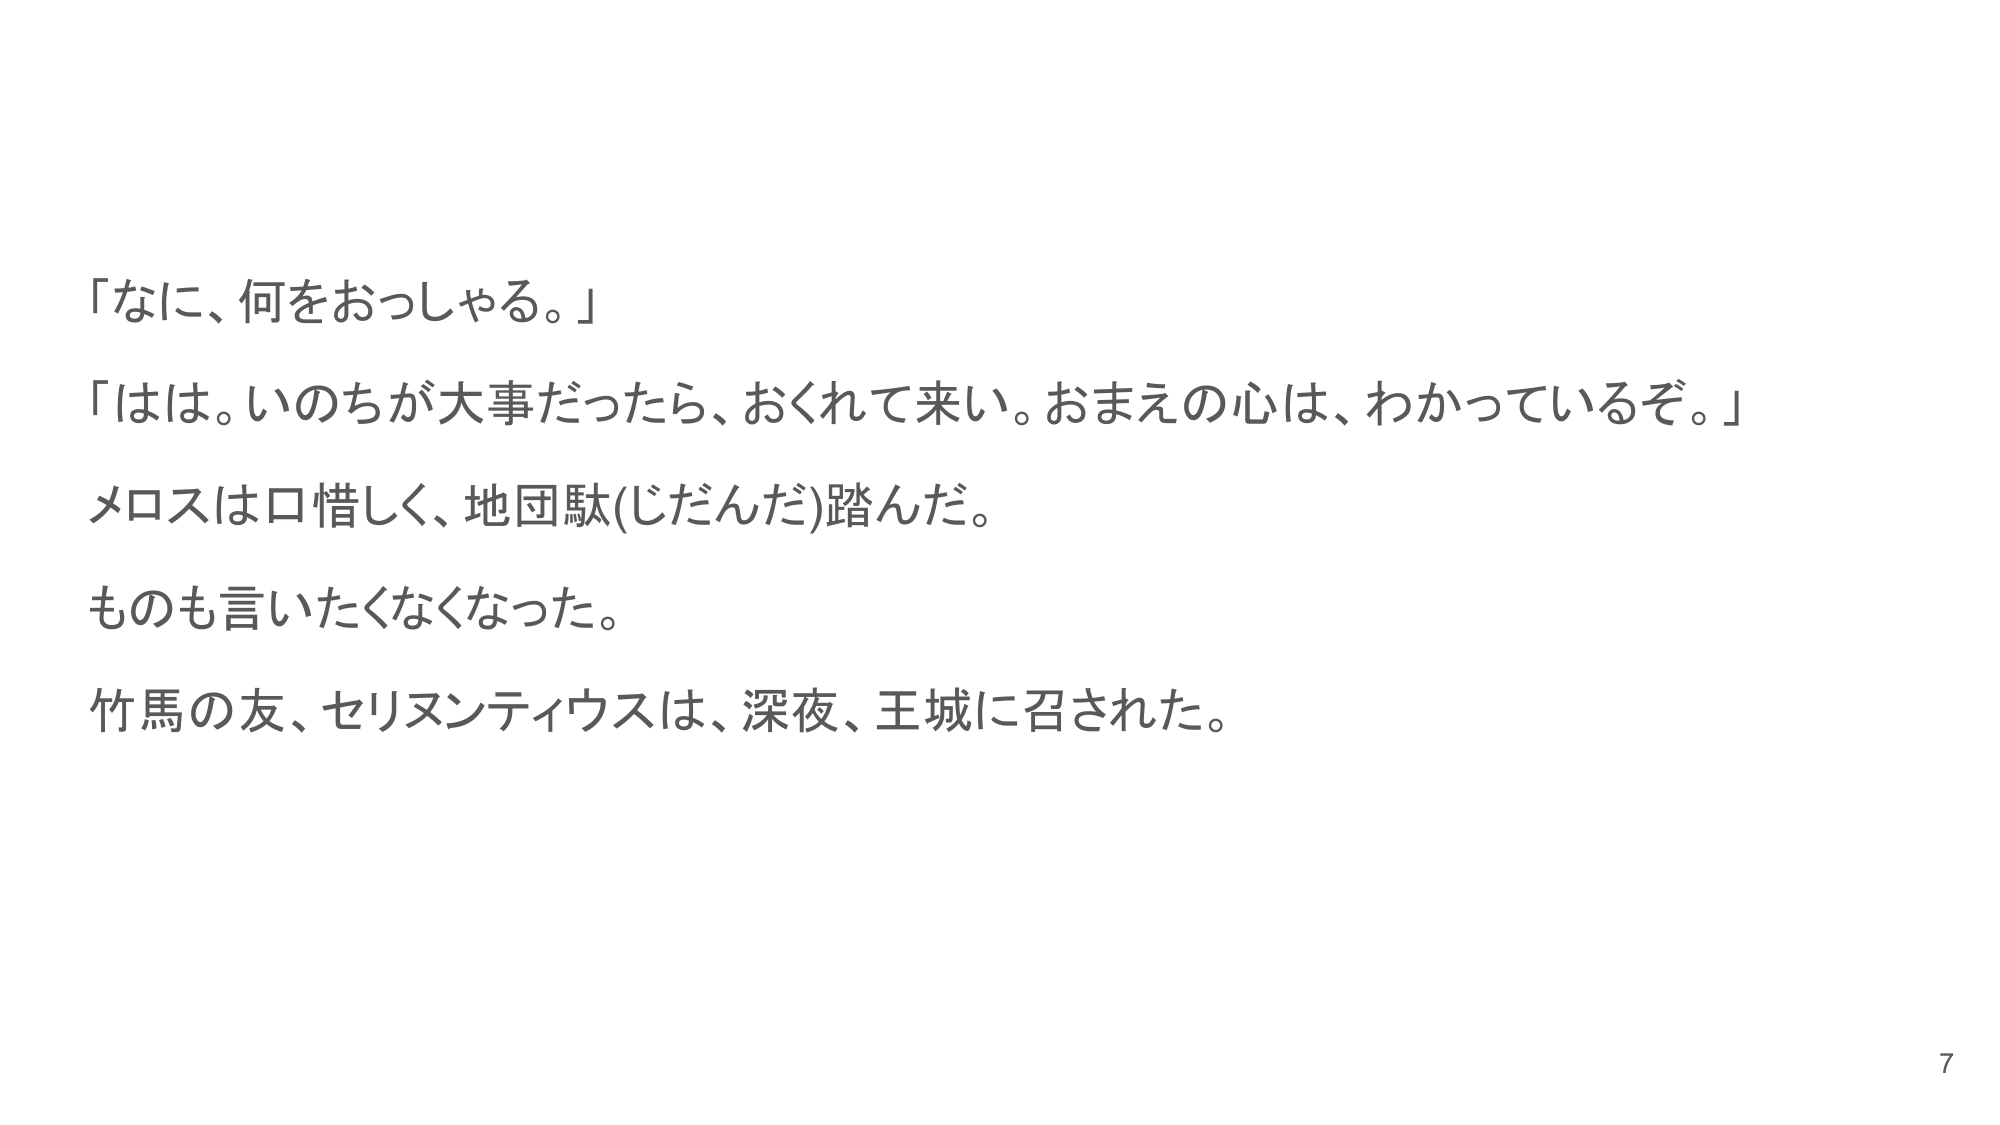 「なに、何をおっしゃる。」
「はは。いのちが大事だったら、おくれて来い。おまえの心は、わかっているぞ。」
メロスは口惜しく、地団駄(じだんだ)踏んだ。
ものも言いたくなくなった。
竹馬の友、セリヌンティウスは、深夜、王城に召された。
7